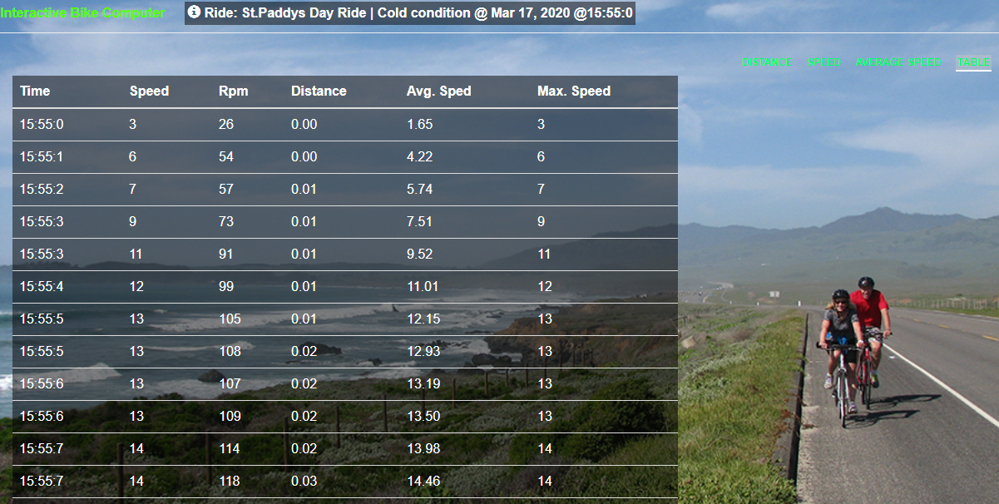 Interactive Bike Computer Ride: St.Paddys Day Ride | Cold condition @ Mar 17, 2020 @15:55:0
DISTANCE SPEED AVERAGE SPEED TABLE
Time Speed Rpm Distance Avg. Sped Max. Speed
15:55:0 3 26 0.00 1.65 3
15:55:1 6 54 0.00 4.22 6
15:55:2 7 57 0.01 5.74 7
15:55:3 9 73 0.01 7.51 9
15:55:3 11 91 0.01 9.52 11
15:55:4 12 99 0.01 11.01 12
15:55:5 13 105 0.01 12.15 13
15:55:5 13 108 0.02 12.93 13
15:55:6 13 107 0.02 13.19 13
15:55:6 13 109 0.02 13.50 13
15:55:7 14 114 0.02 13.98 14
15:55:7 14 118 0.03 14.46 14